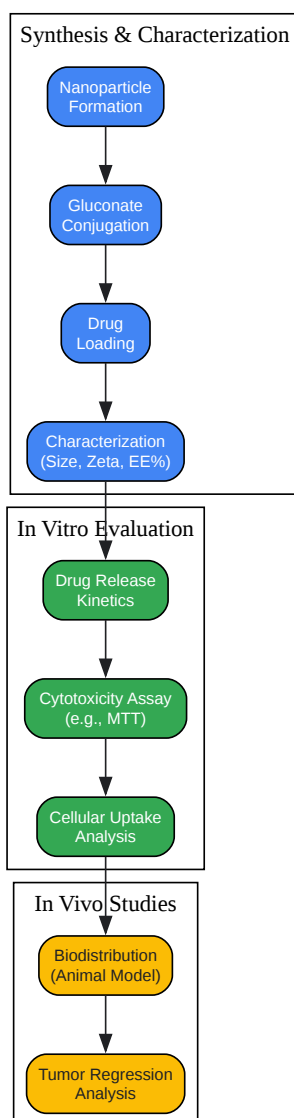 Synthesis & Characterization
Nanoparticle
Formation
Gluconate
Conjugation
Drug
Loading
Characterization
(Size, Zeta, EE%)
In Vitro Evaluation
Drug Release
Kinetics
Cytotoxicity Assay
(e.g., MTT)
Cellular Uptake
Analysis
In Vivo Studies
Biodistribution
(Animal Model)
Tumor Regression
Analysis